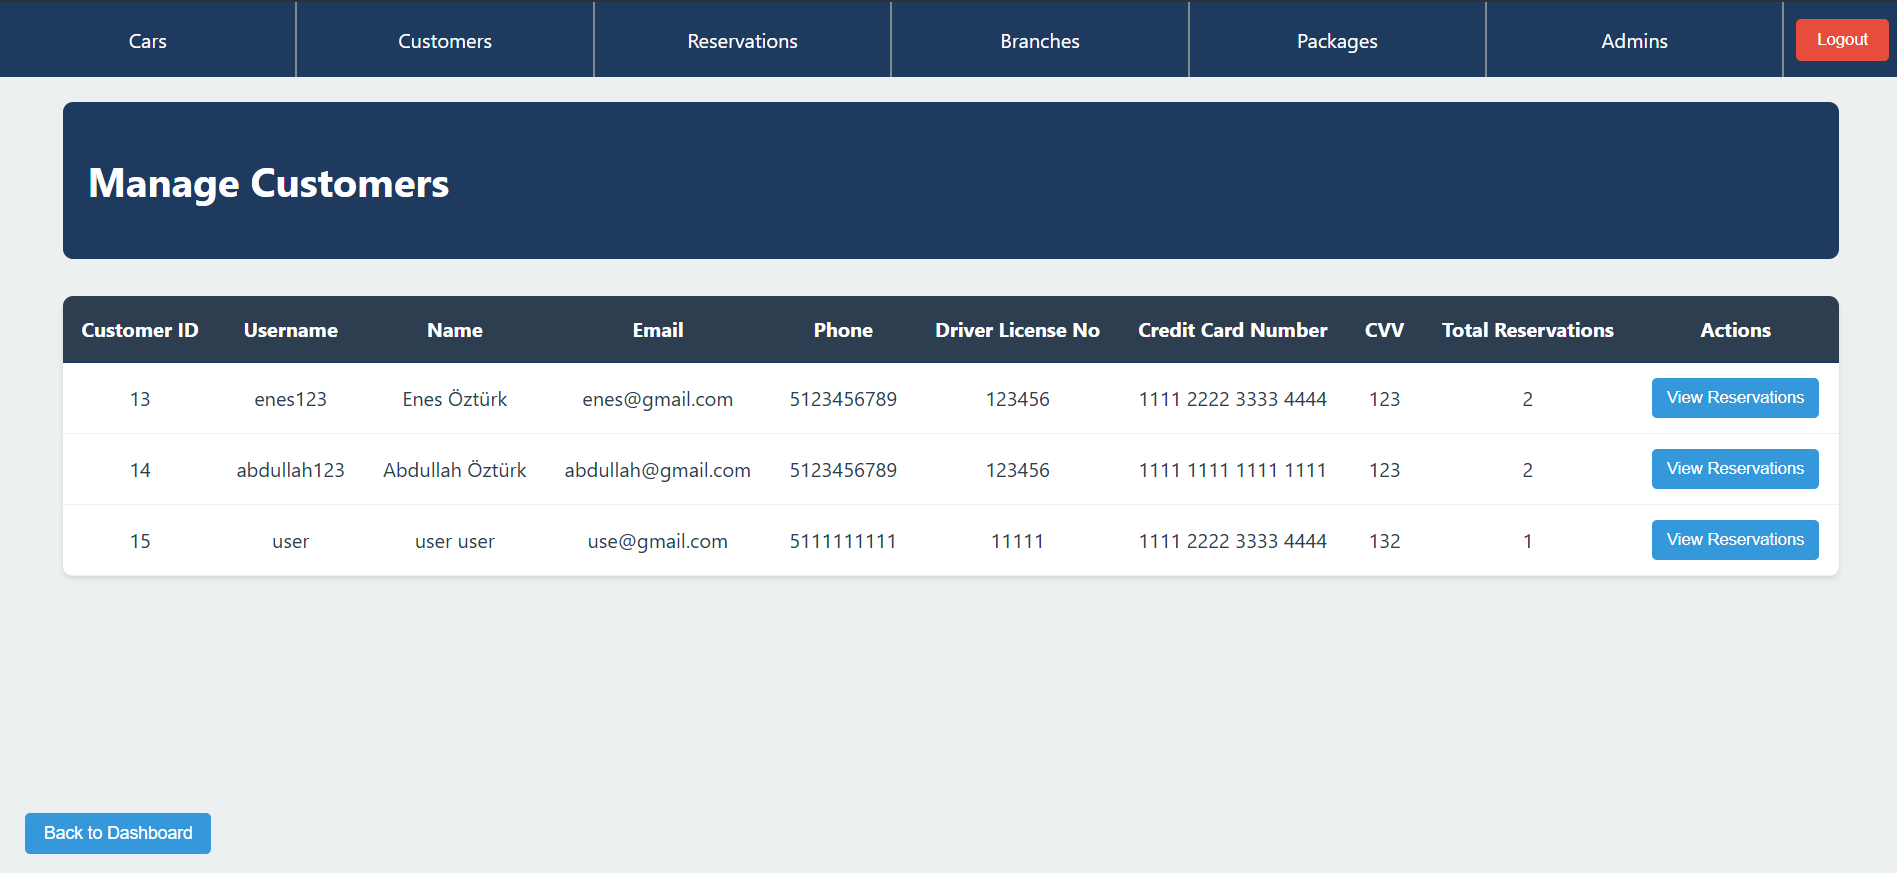 Cars Customers Reservations Branches Packages Admins Logout
Manage Customers
Customer ID Username Name Email Phone Driver License No Credit Card Number CVV Total Reservations Actions
13 enes123 Enes Öztürk enes@gmail.com 5123456789 123456 1111 2222 3333 4444 123 2 View Reservations
14 abdullah123 Abdullah Öztürk abdullah@gmail.com 5123456789 123456 1111 1111 1111 1111 123 2 View Reservations
15 user user user use@gmail.com 5111111111 11111 1111 2222 3333 4444 132 1 View Reservations
Back to Dashboard